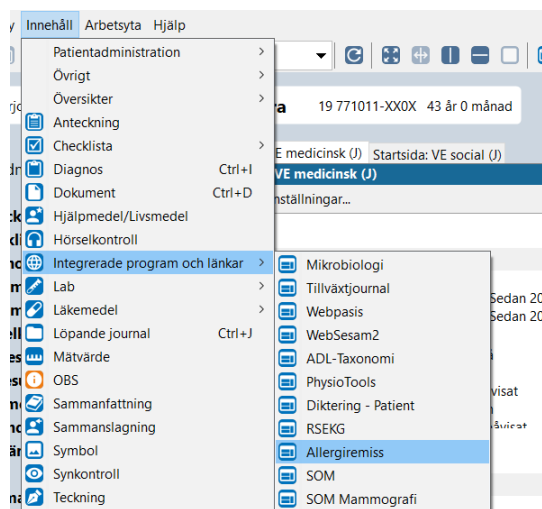 Innehåll Arbetsyta Hjälp
Patientadministration
Övrigt
Översikter
19 771011-XX0X 43 år 0 månad
Anteckning
Checklista
E medicinsk (J) Startsida: VE social (J)
Diagnos Ctrl+I
VE medicinsk (J)
Dokument Ctrl+D
nställningar...
Hjälpmedel/Livsmedel
Hörselkontroll
Integrerade program och länkar
Lab
Läkemedel
Löpande journal Ctrl+J
Mätvärde
OBS
Sammanfattning
Sammanslagning
Symbol
Synkontroll
Teckning
Mikrobiologi
Tillväxtjournal
Webpasis
WebSesam2
ADL-Taxonomi
PhysioTools
Diktering - Patient
RSEKG
Allergiremiss
SOM
SOM Mammografi
Sedan 20
Sedan 20
visat